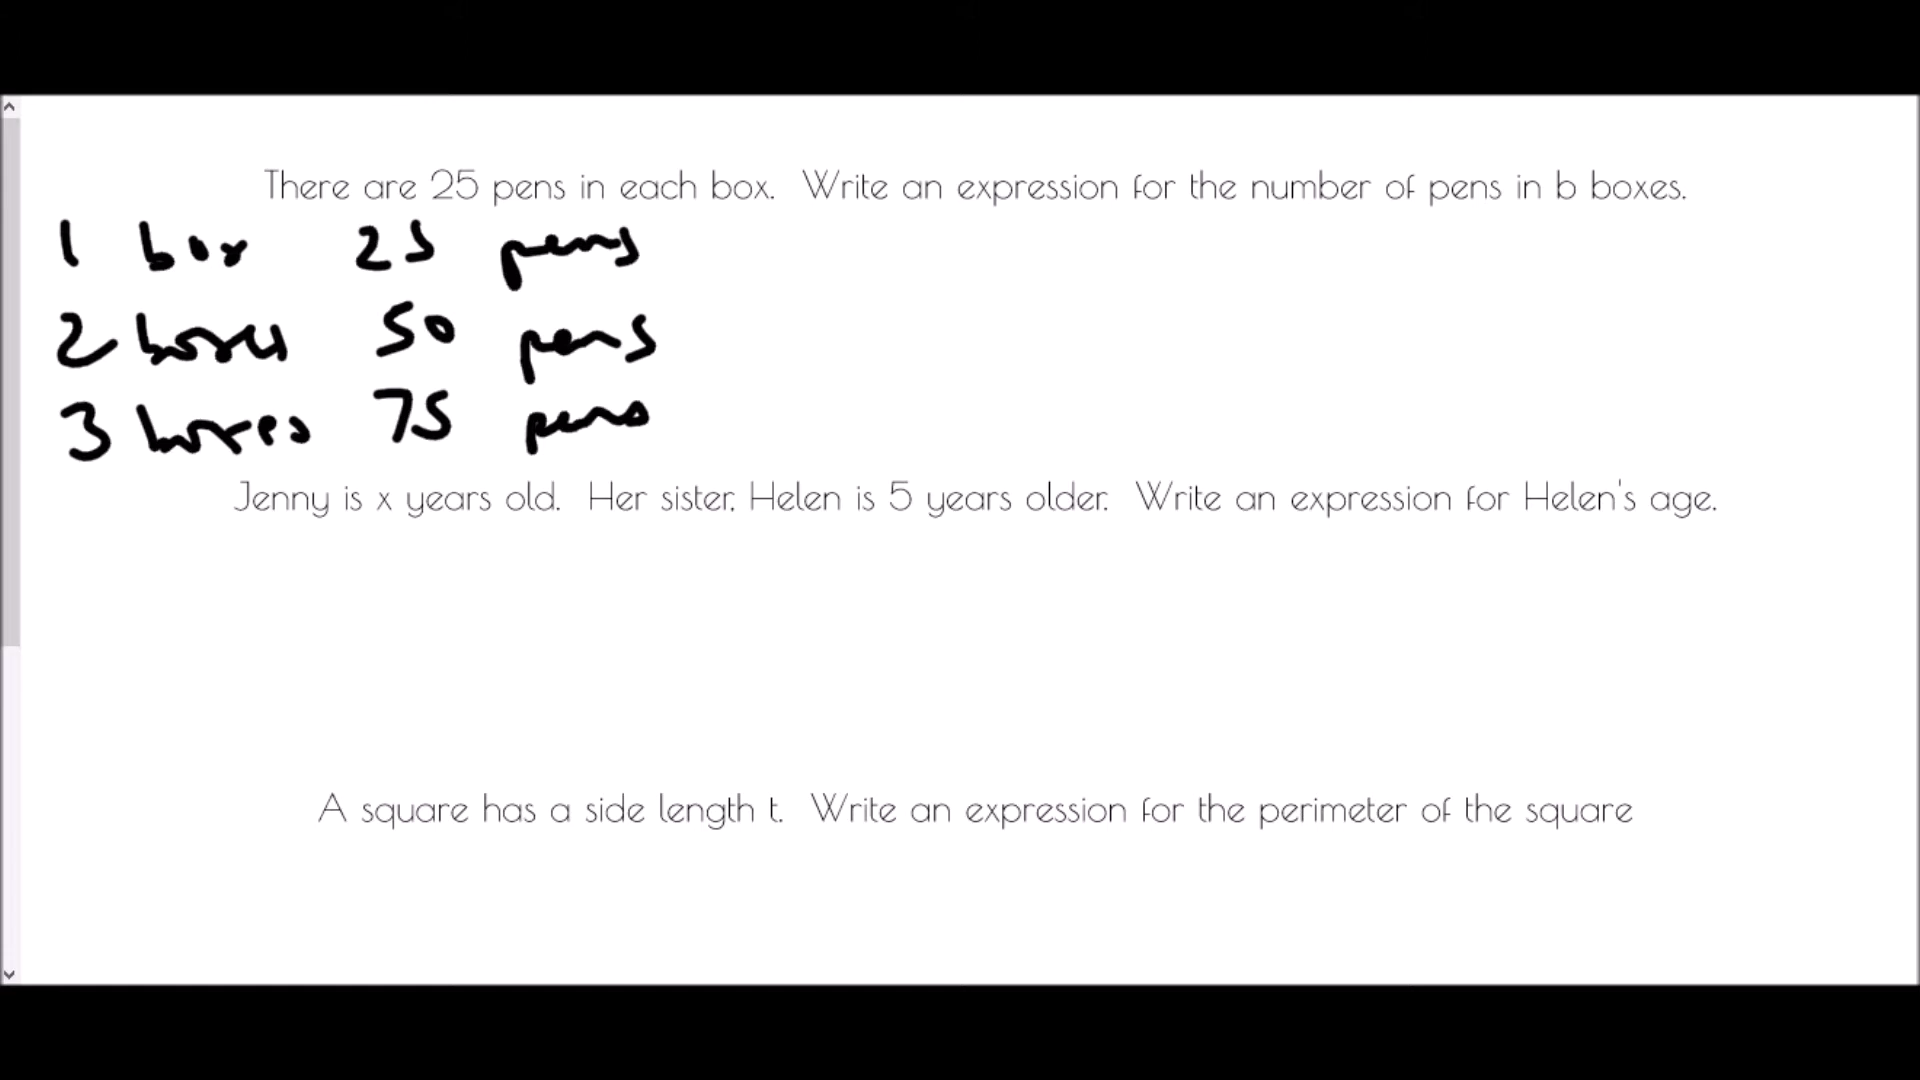 There are 25 pens in each box. Write an expression for the number of pens in b boxes.
1 box 25 pens
2 boxes 50 pens
3 boxes 75 pens
Jenny is x years old. Her sister, Helen is 5 years older. Write an expression for Helen's age.
A square has a side length t. Write an expression for the perimeter of the square